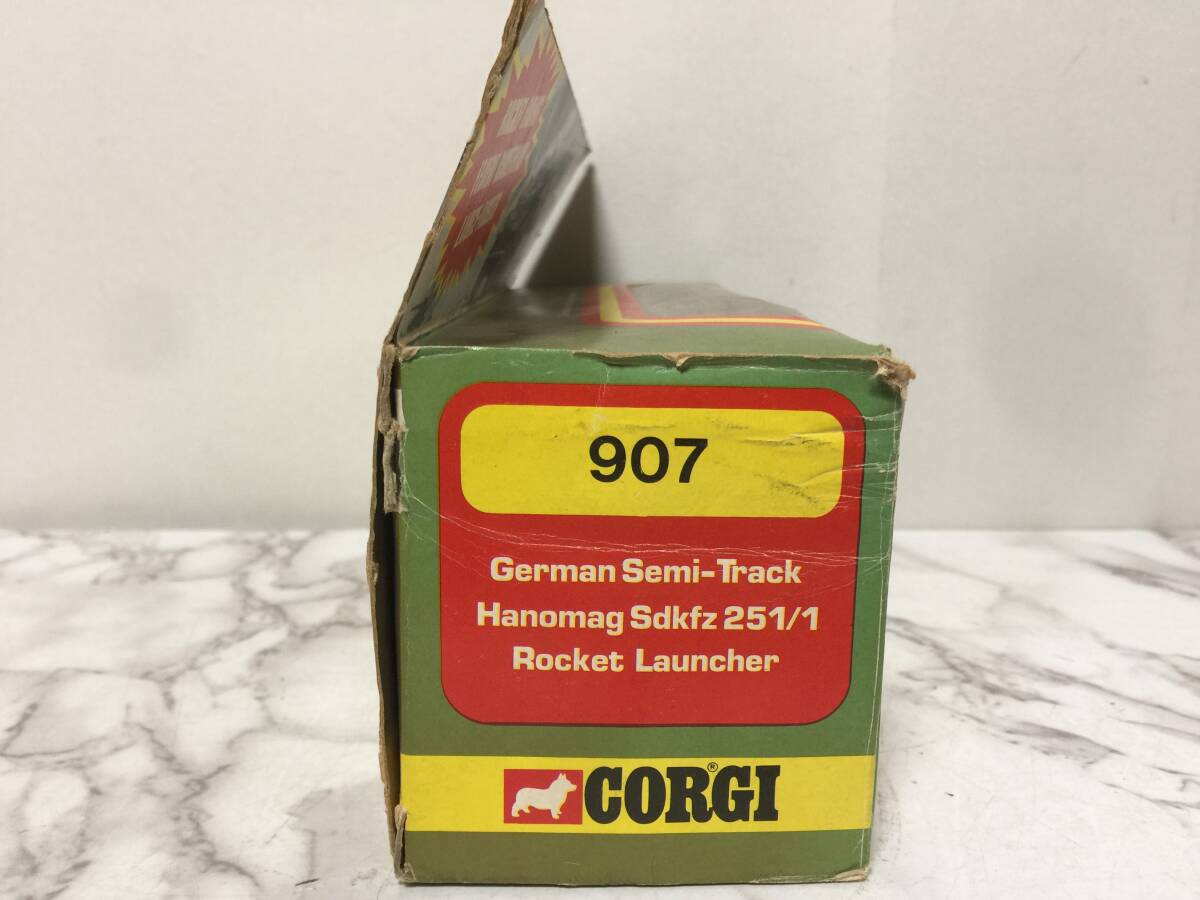 907
German Semi-Track
Hanomag Sdkfz 251/1
Rocket Launcher
CORGI®